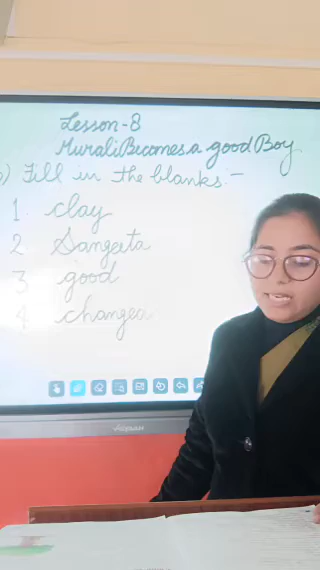 Lesson-8
Murali Becomes a good Boy
) Fill in the blanks.-
1. clay
2 Sangeeta
3 good
4 changed